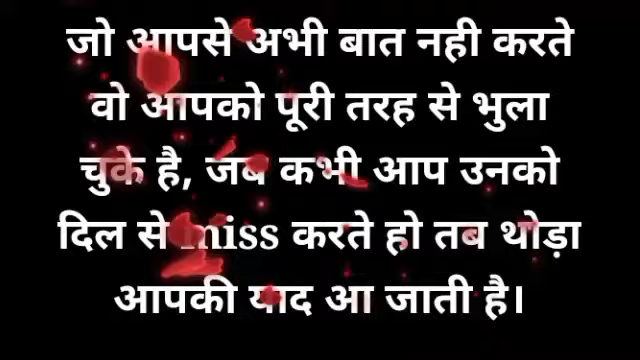 जो आपसे अभी बात नही करते
वो आपको पूरी तरह से भुला
चुके है, जब कभी आप उनको
दिल से miss करते हो तब थोड़ा
आपकी याद आ जाती है।